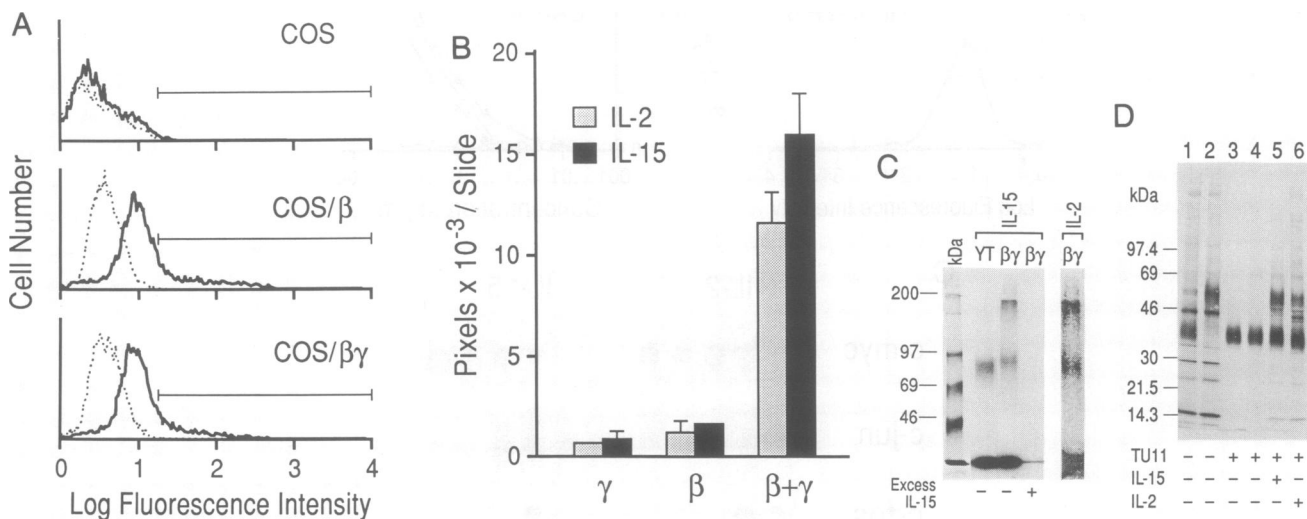 A
COS
COS/β
COS/βγ
Cell Number
0 1 2 3 4
Log Fluorescence Intensity
B
20
15
10
5
0
Pixels x 10⁻³ / Slide
IL-2
IL-15
γ β β+γ
C
IL-15
IL-2
kDa YT βγ βγ βγ
200
97
69
46
Excess
IL-15 – – +
D
1 2 3 4 5 6
kDa
97.4
69
46
30
21.5
14.3
TU11 – – + + + +
IL-15 – – – – + –
IL-2 – – – – – +